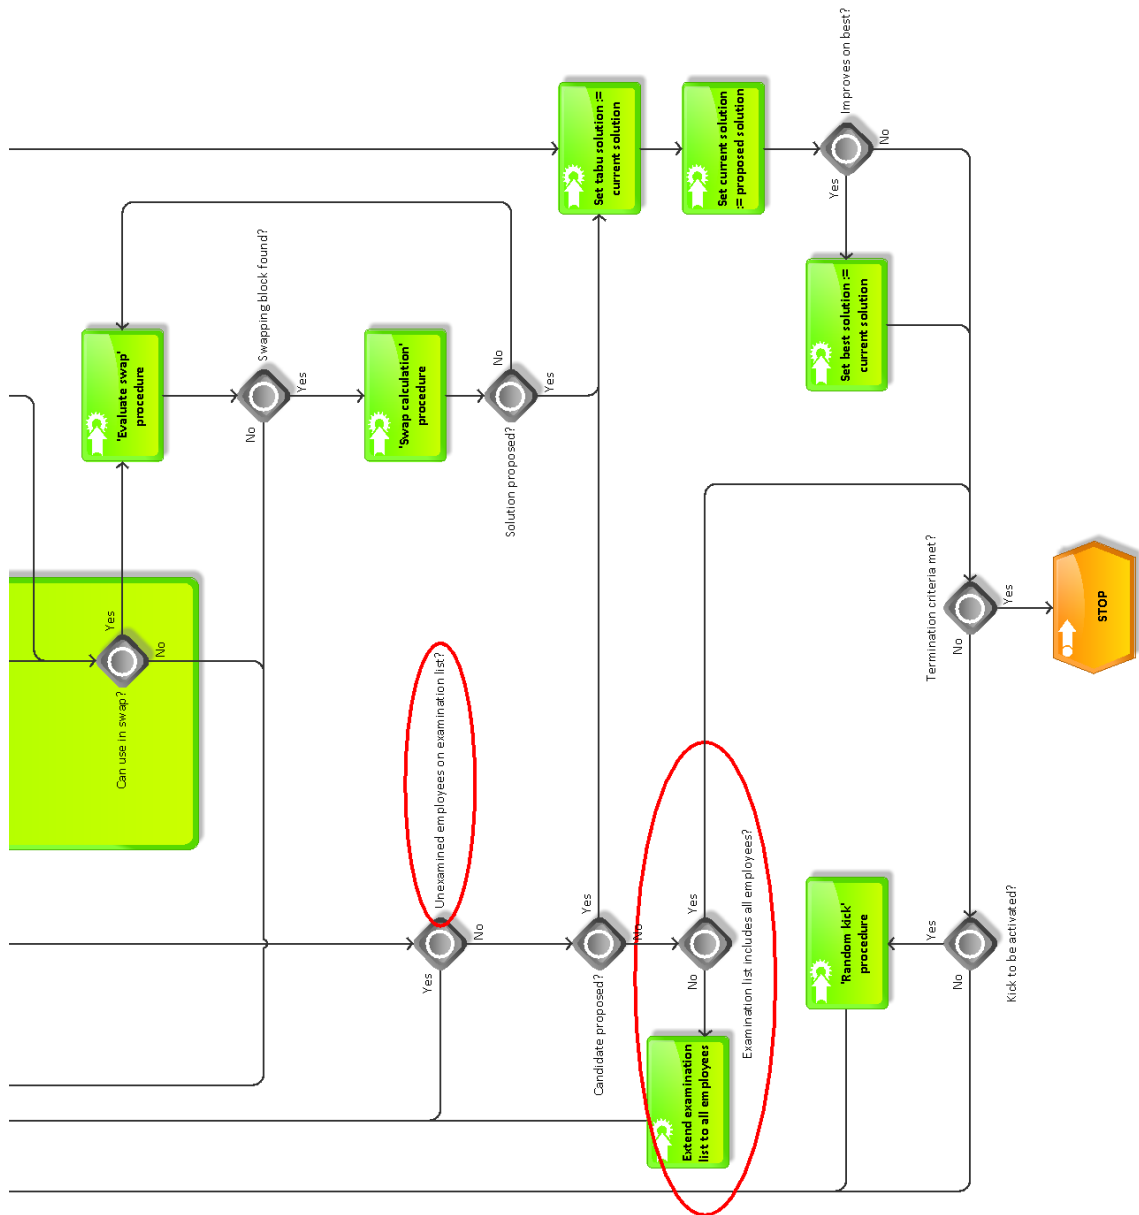 Improves on best?
No
Yes
Set tabu solution :=
current solution
Set current solution
:= proposed solution
Set best solution :=
current solution
Swapping block found?
'Evaluate swap'
procedure
Yes
No
'Swap calculation'
procedure
Solution proposed?
No
Yes
Can use in swap?
Yes
No
Termination criteria met?
Yes
No
STOP
Unexamined employees on examination list?
No
Yes
Candidate proposed?
Yes
No
Examination list includes all employees?
Yes
No
Extend examination
list to all employees
'Random kick'
procedure
Kick to be activated?
Yes
No